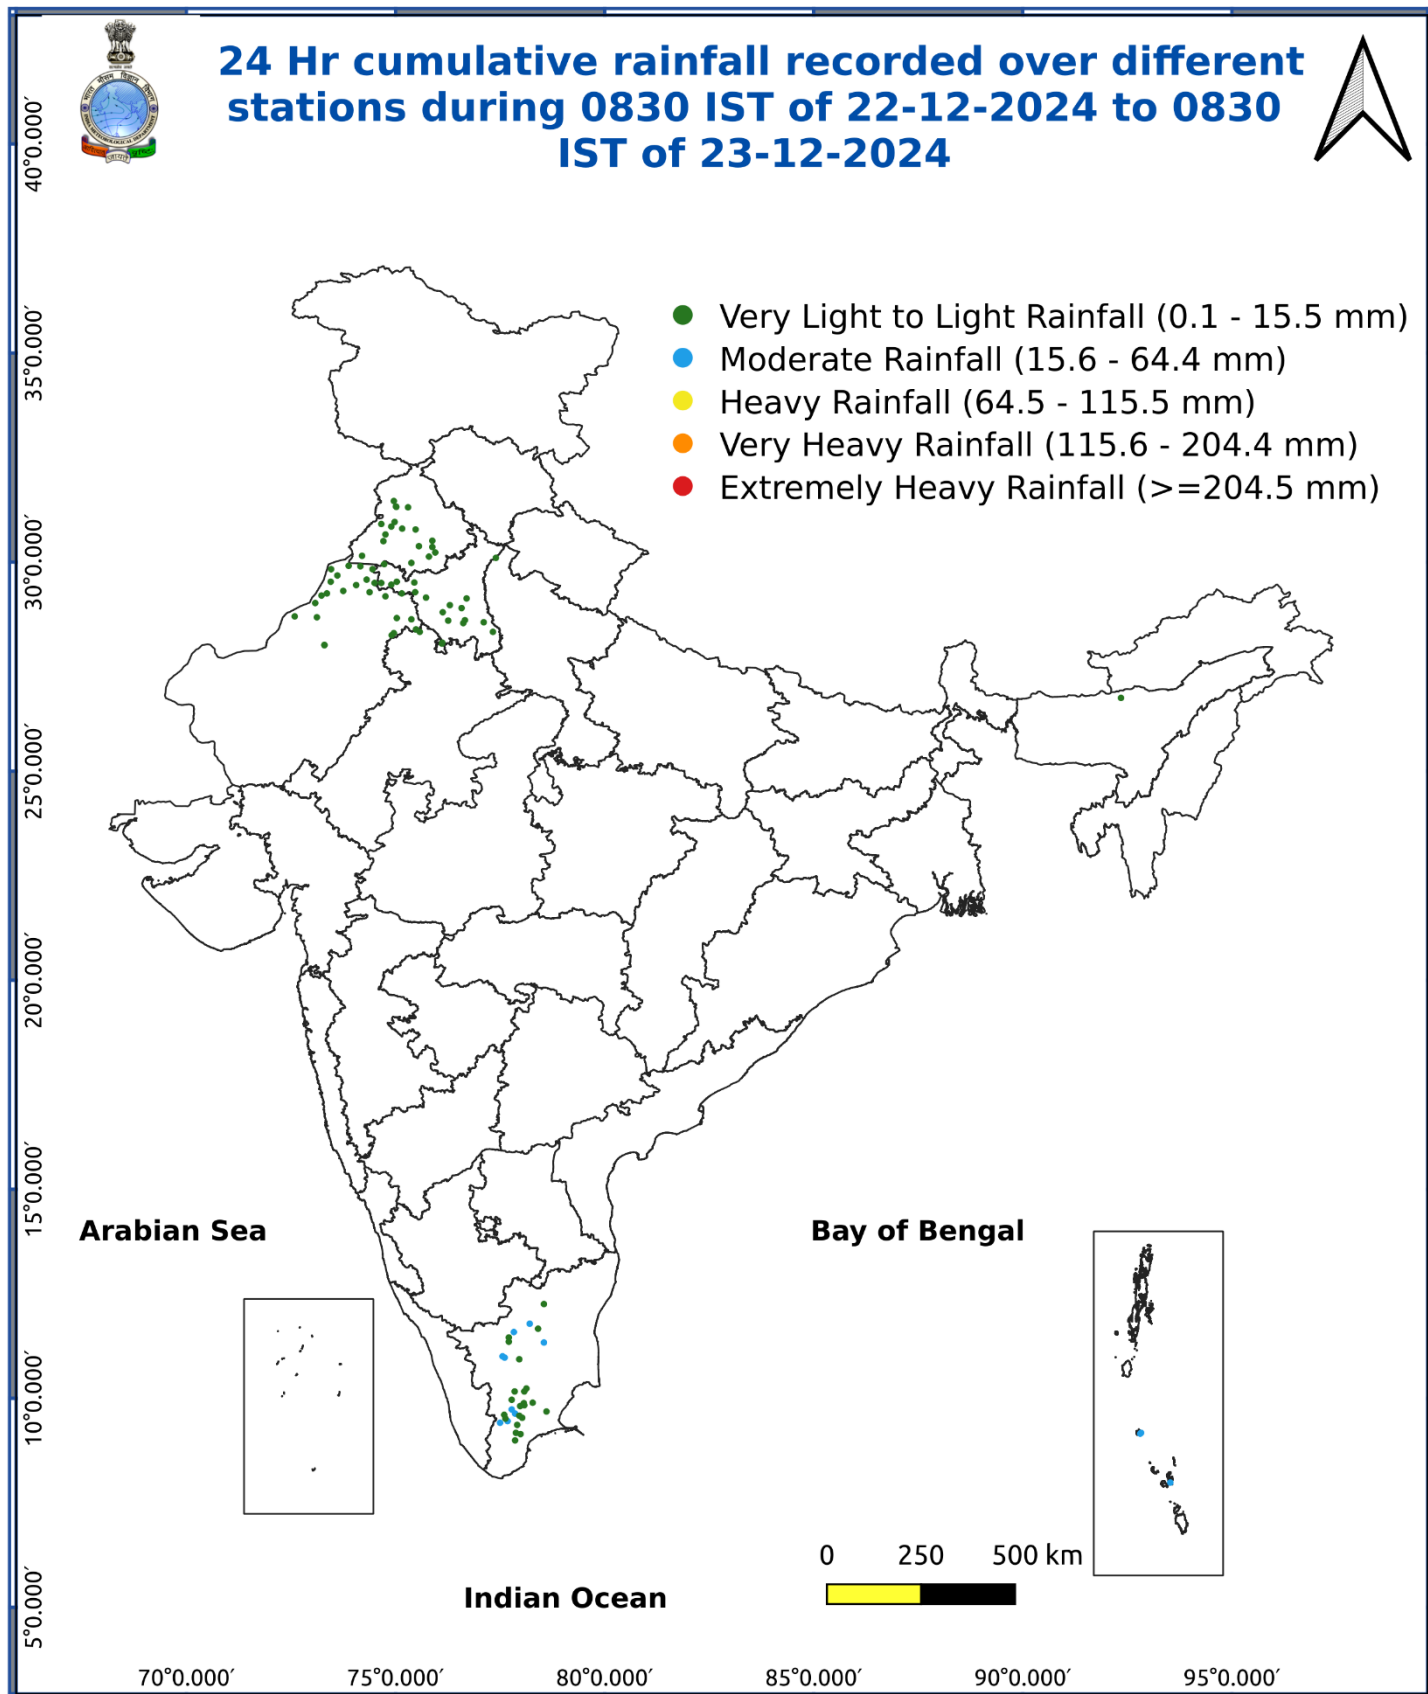 24 Hr cumulative rainfall recorded over different
stations during 0830 IST of 22-12-2024 to 0830
IST of 23-12-2024
Very Light to Light Rainfall (0.1 - 15.5 mm)
Moderate Rainfall (15.6 - 64.4 mm)
Heavy Rainfall (64.5 - 115.5 mm)
Very Heavy Rainfall (115.6 - 204.4 mm)
Extremely Heavy Rainfall (>=204.5 mm)
40°0.000′
35°0.000′
30°0.000′
25°0.000′
20°0.000′
15°0.000′
10°0.000′
5°0.000′
Arabian Sea
Bay of Bengal
Indian Ocean
0 250 500 km
70°0.000′ 75°0.000′ 80°0.000′ 85°0.000′ 90°0.000′ 95°0.000′